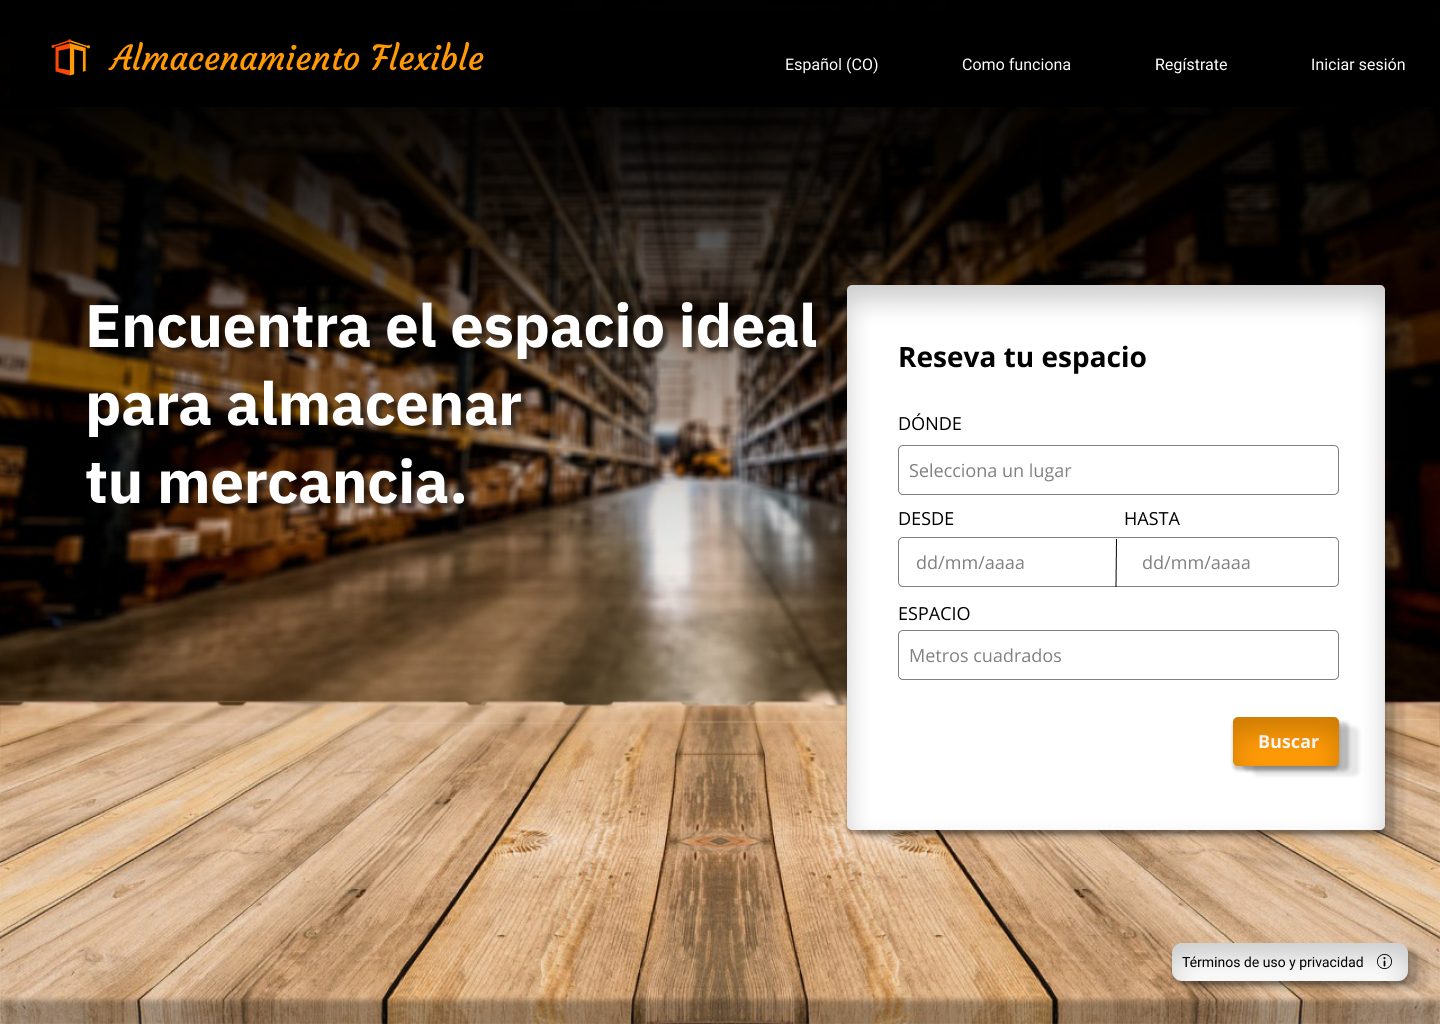 Almacenamiento Flexible
Español (CO)
Como funciona
Regístrate
Iniciar sesión
Encuentra el espacio ideal
para almacenar
tu mercancia.
Reseva tu espacio
DÓNDE
Selecciona un lugar
DESDE
HASTA
dd/mm/aaaa
dd/mm/aaaa
ESPACIO
Metros cuadrados
Buscar
Términos de uso y privacidad